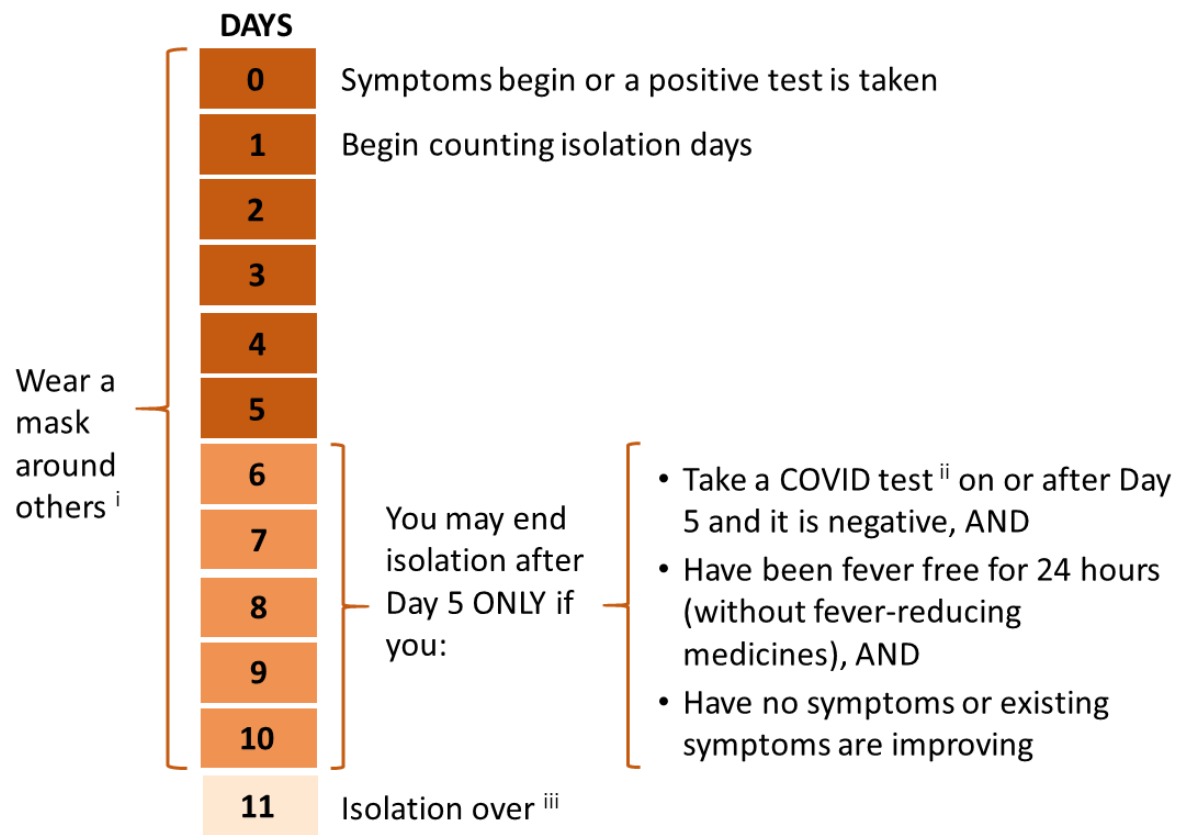 DAYS
0
Symptoms begin or a positive test is taken
1
Begin counting isolation days
2
3
4
5
6
7
8
9
10
11
Isolation over iii
Wear a
mask
around
others i
You may end
isolation after
Day 5 ONLY if
you:
• Take a COVID test ii on or after Day
5 and it is negative, AND
• Have been fever free for 24 hours
(without fever-reducing
medicines), AND
• Have no symptoms or existing
symptoms are improving